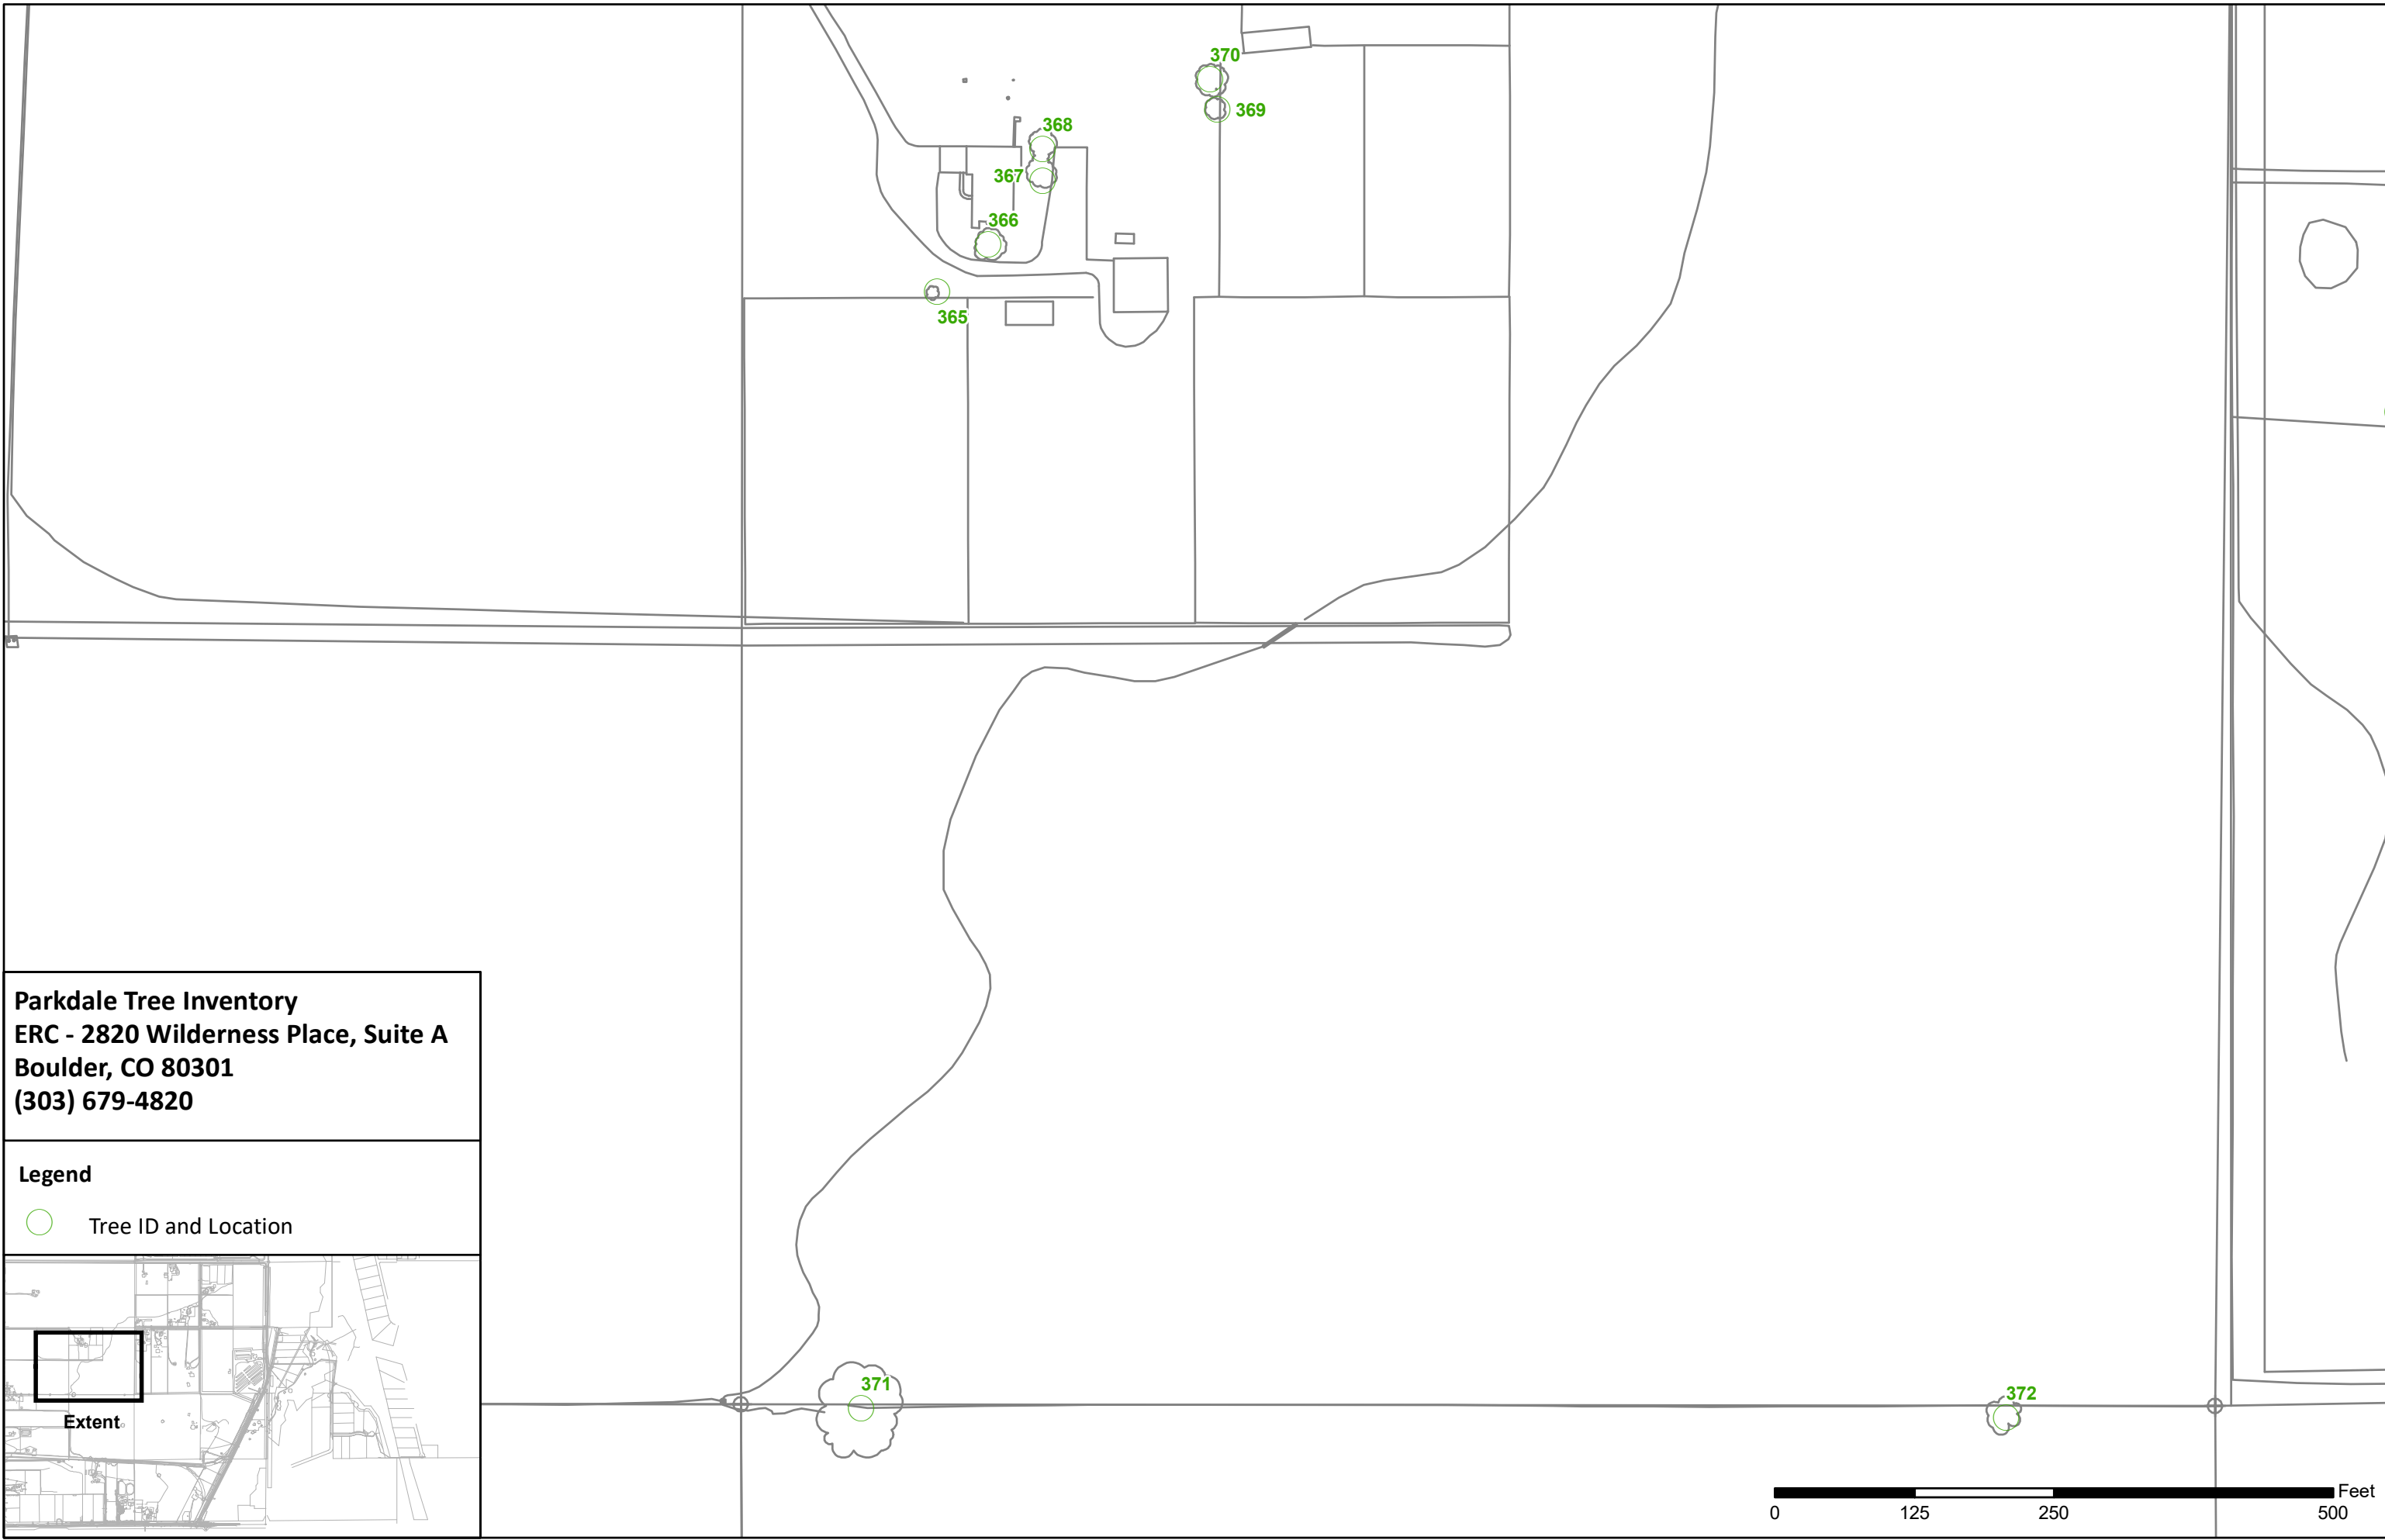 370
369
368
367
366
365
Parkdale Tree Inventory
ERC - 2820 Wilderness Place, Suite A
Boulder, CO 80301
(303) 679-4820
Legend
Tree ID and Location
Extent
371
372
Feet
0 125 250 500